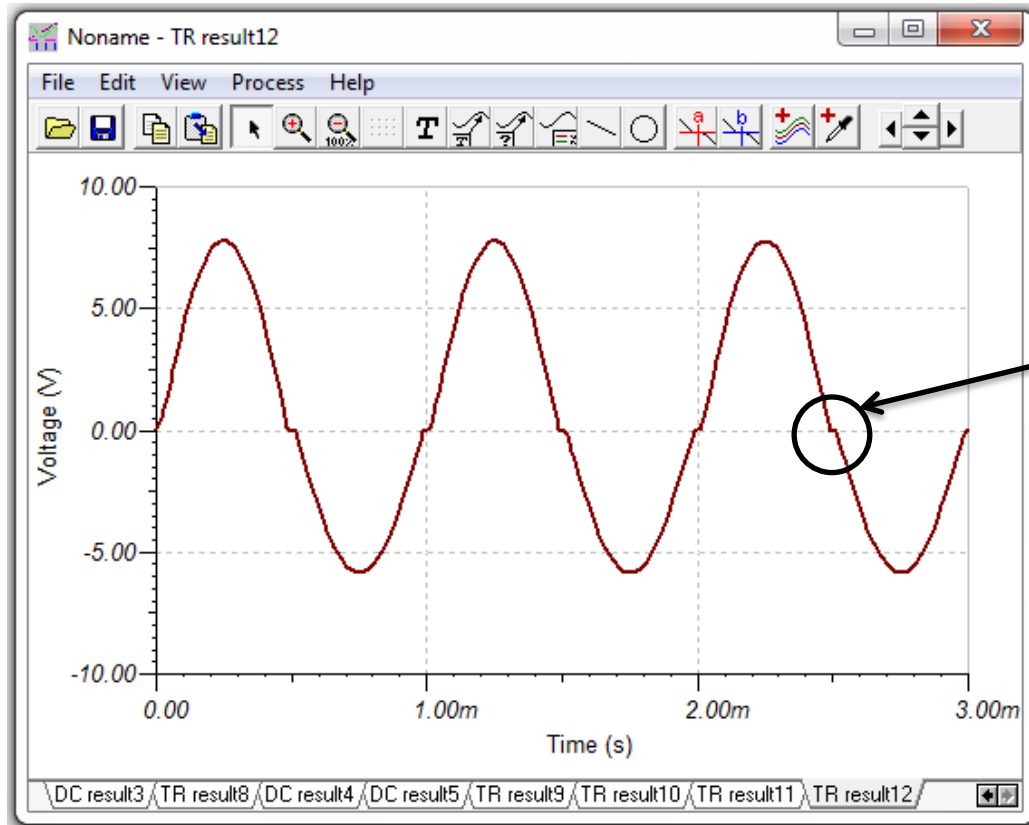 Noname - TR result12
File Edit View Process Help
100% T T ? a b
10.00
5.00
0.00
-5.00
-10.00
Voltage (V)
0.00 1.00m 2.00m 3.00m
Time (s)
DC result3 TR result8 DC result4 DC result5 TR result9 TR result10 TR result11 TR result12